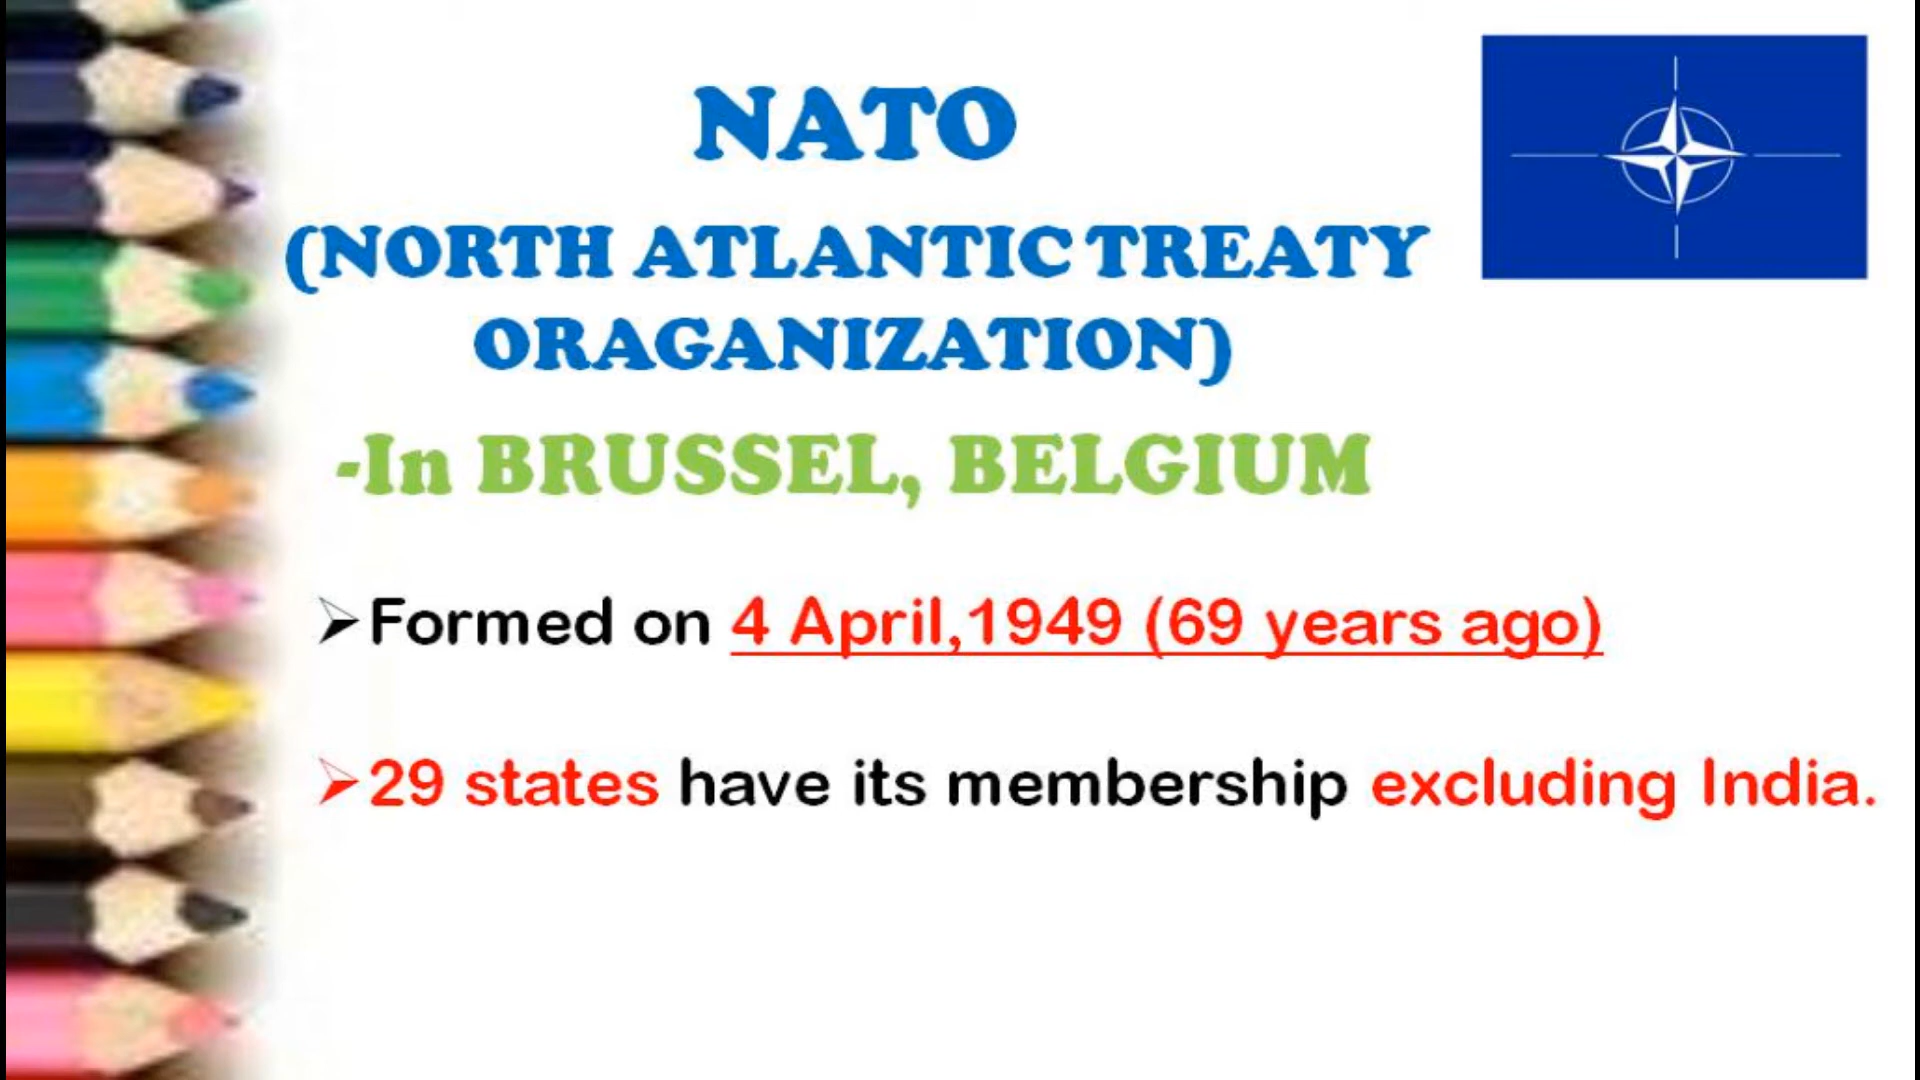 NATO
(NORTH ATLANTIC TREATY
ORAGANIZATION)
-In BRUSSEL, BELGIUM
➢Formed on 4 April,1949 (69 years ago)
➢29 states have its membership excluding India.